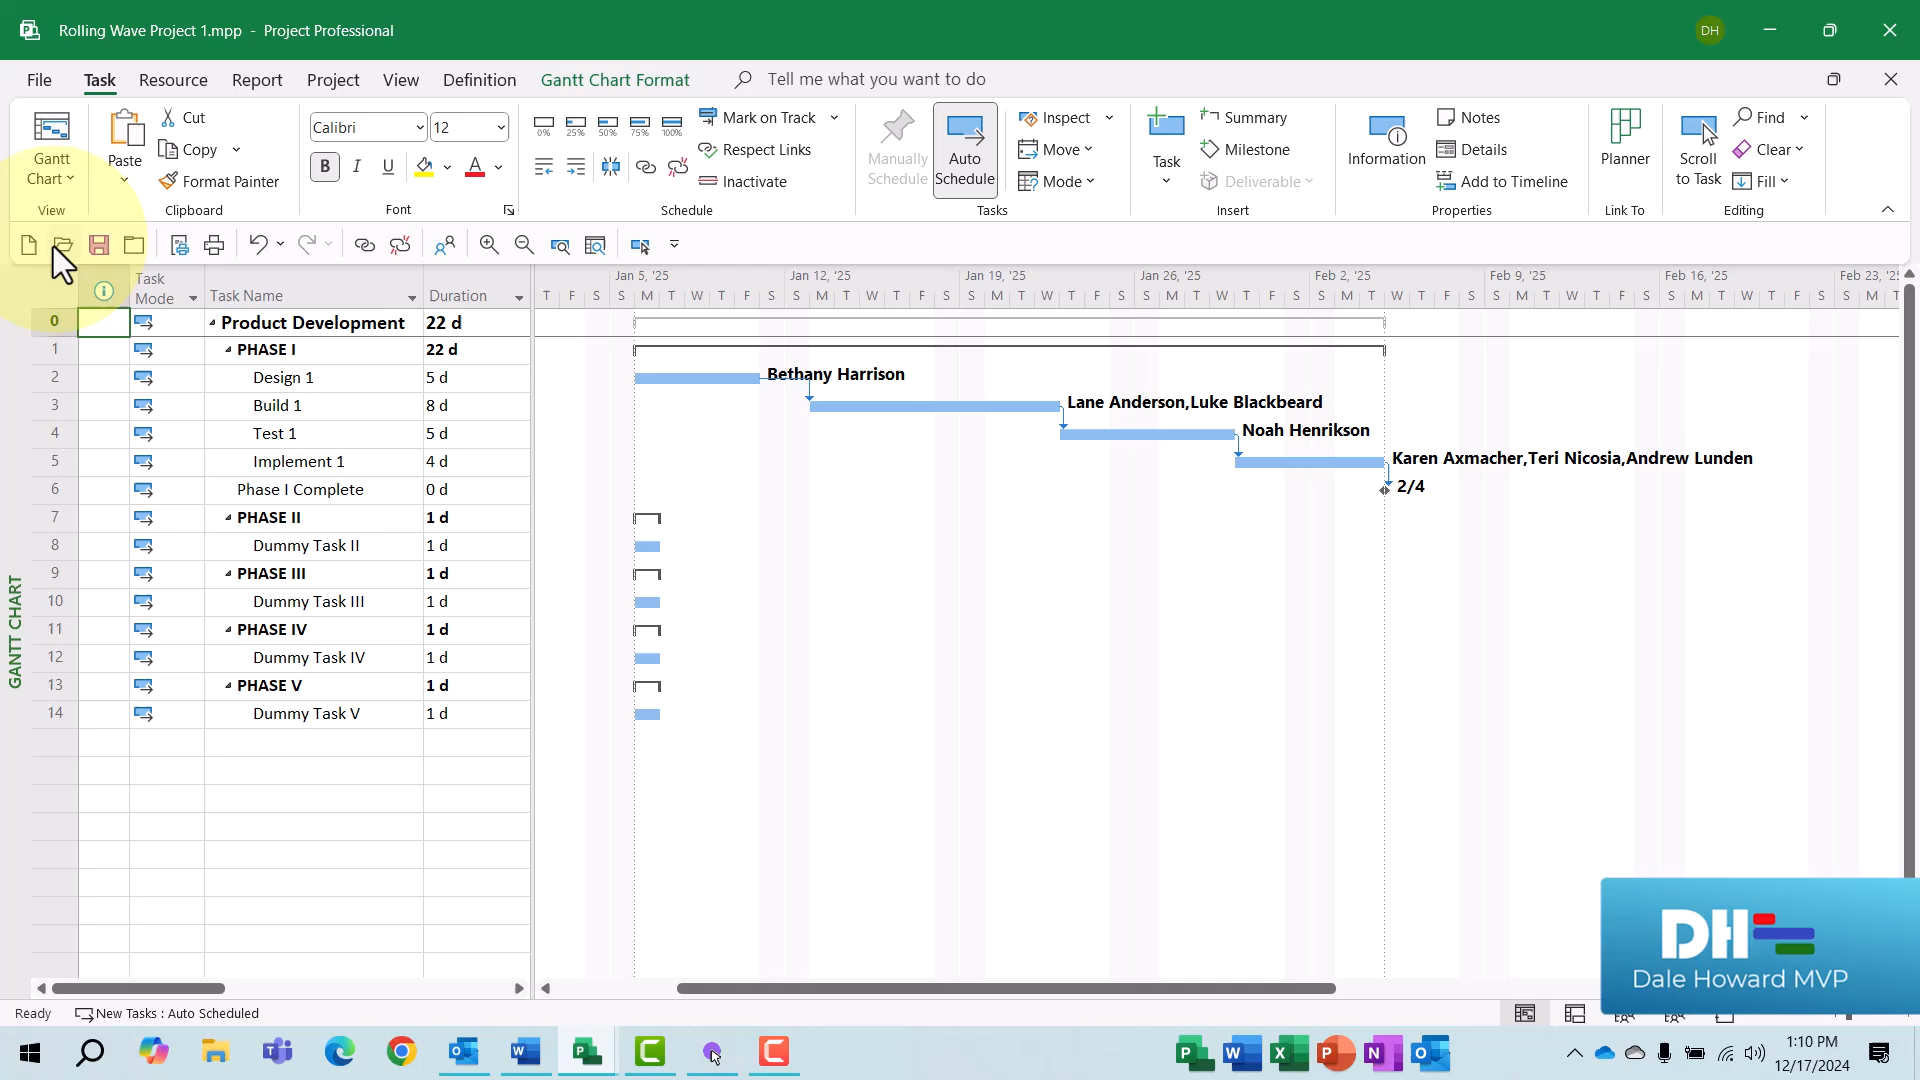 Rolling Wave Project 1.mpp - Project Professional
DH
File Task Resource Report Project View Definition Gantt Chart Format Tell me what you want to do
Gantt Chart
View
Paste
Cut
Copy
Format Painter
Clipboard
Calibri 12
B I U A
Font
0% 25% 50% 75% 100%
Mark on Track
Respect Links
Inactivate
Schedule
Manually Schedule
Auto Schedule
Inspect
Move
Mode
Tasks
Task
Summary
Milestone
Deliverable
Insert
Information
Notes
Details
Add to Timeline
Properties
Planner
Link To
Scroll to Task
Find
Clear
Fill
Editing
Task Mode Task Name Duration
Jan 5, '25 Jan 12, '25 Jan 19, '25 Jan 26, '25 Feb 2, '25 Feb 9, '25 Feb 16, '25 Feb 23, '2
T F S S M T W T F S S M T W T F S S M T W T F S S M T W T F S S M T W T F S S M T W T F S S M T W T F S S M T
0 Product Development 22 d
1 PHASE I 22 d
2 Design 1 5 d Bethany Harrison
3 Build 1 8 d Lane Anderson,Luke Blackbeard
4 Test 1 5 d Noah Henrikson
5 Implement 1 4 d Karen Axmacher,Teri Nicosia,Andrew Lunden
6 Phase I Complete 0 d 2/4
7 PHASE II 1 d
8 Dummy Task II 1 d
9 PHASE III 1 d
10 Dummy Task III 1 d
11 PHASE IV 1 d
12 Dummy Task IV 1 d
13 PHASE V 1 d
14 Dummy Task V 1 d
GANTT CHART
DH
Dale Howard MVP
Ready New Tasks : Auto Scheduled
1:10 PM
12/17/2024